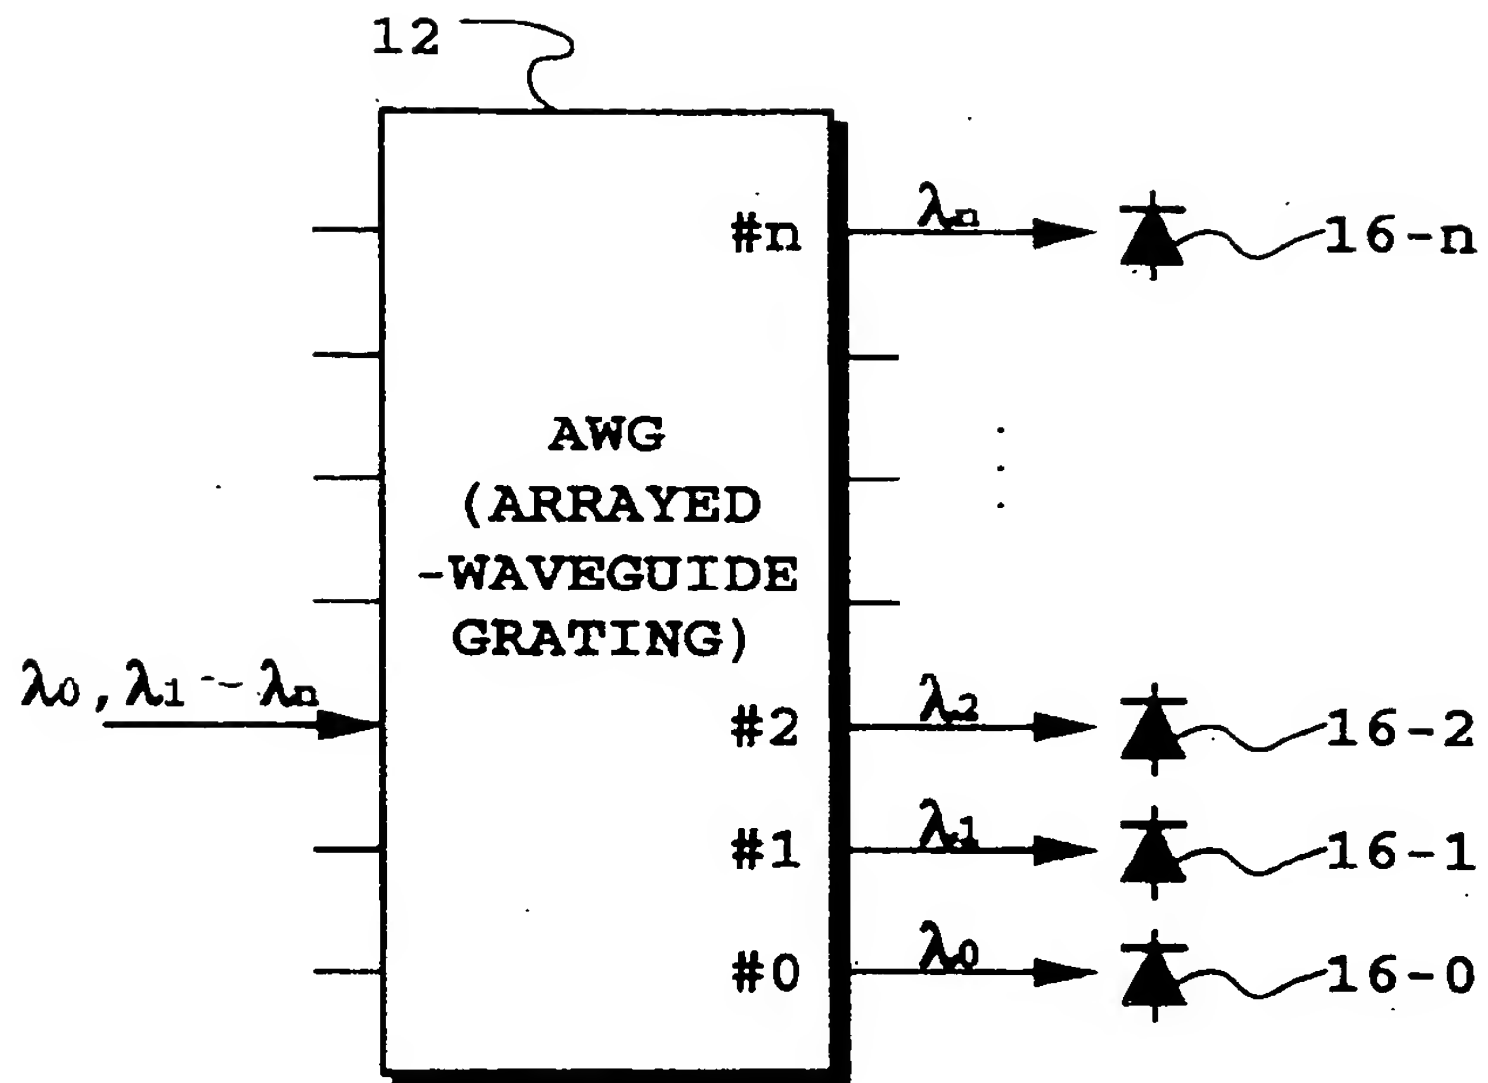 12
#n
λn
16-n
AWG
(ARRAYED
-WAVEGUIDE
GRATING)
λ0, λ1 ~ λn
#2
λ2
16-2
#1
λ1
16-1
#0
λ0
16-0